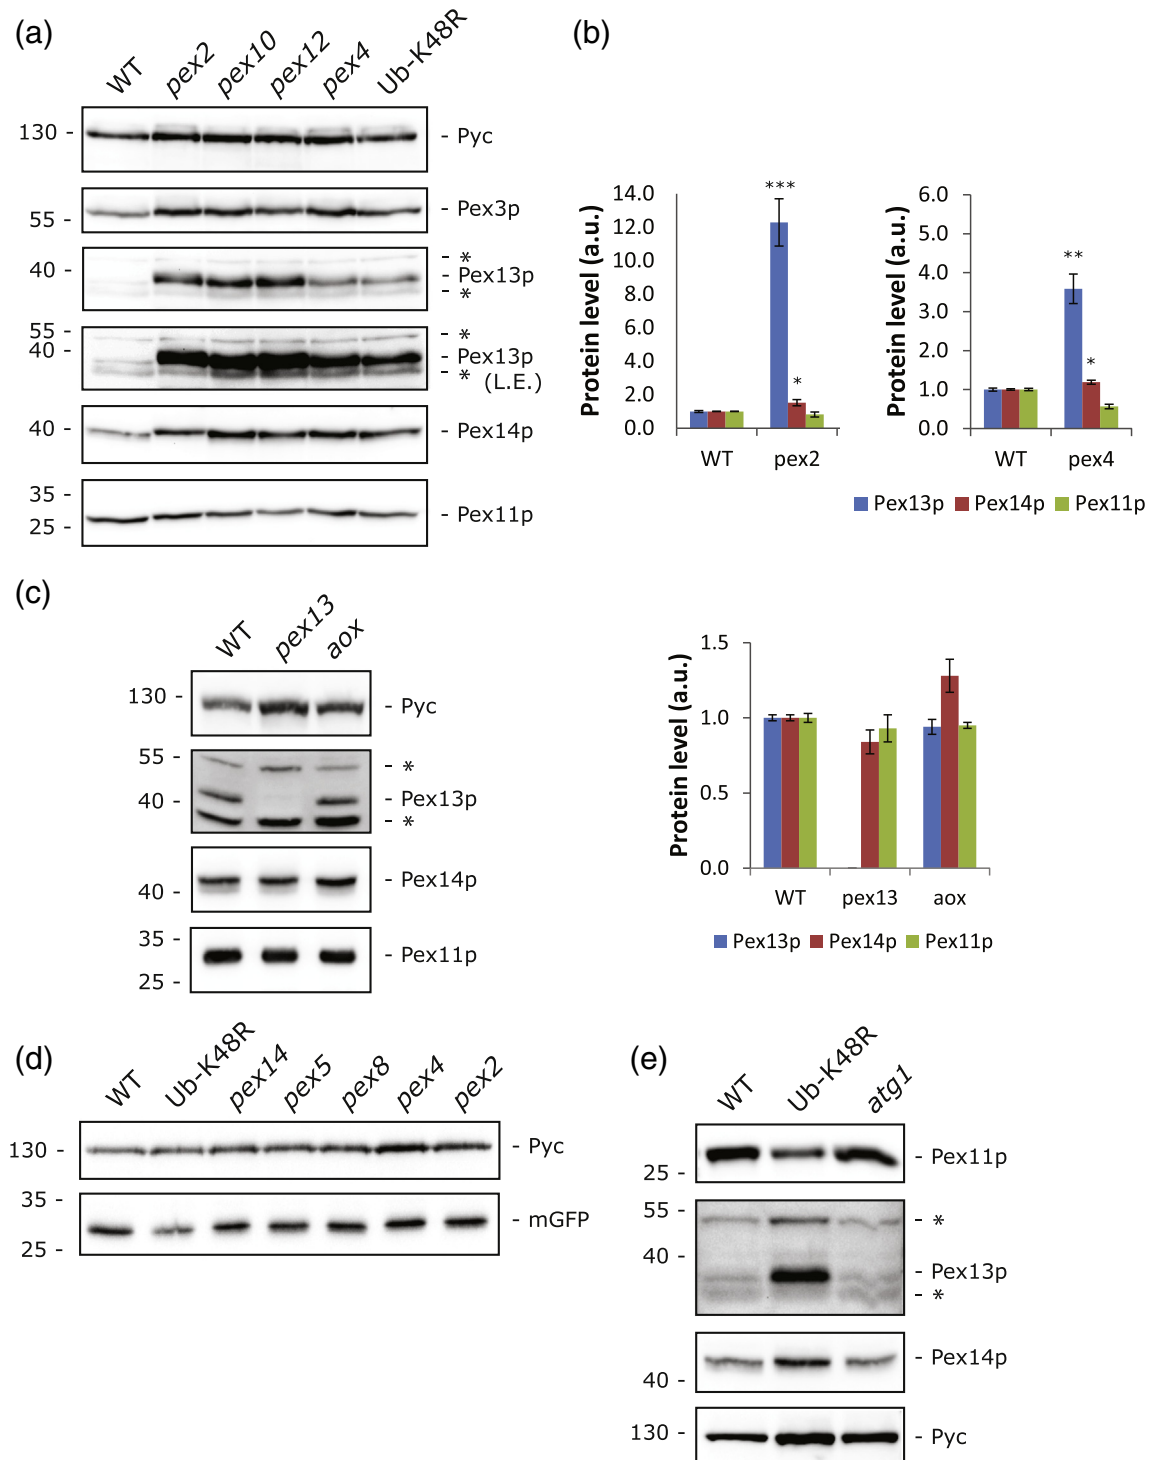 (a)
WT pex2 pex10 pex12 pex4 Ub-K48R
130 - - Pyc
55 - - Pex3p
- *
40 - - Pex13p
- *
55 - - *
40 - - Pex13p
- * (L.E.)
40 - - Pex14p
35 -
- Pex11p
25 -
(b)
Protein level (a.u.)
14.0
12.0
10.0
8.0
6.0
4.0
2.0
0.0
***
*
WT pex2
Protein level (a.u.)
6.0
5.0
4.0
3.0
2.0
1.0
0.0
**
*
WT pex4
Pex13p Pex14p Pex11p
(c)
WT pex13 aox
130 - - Pyc
55 - - *
40 - - Pex13p
- *
40 - - Pex14p
35 -
- Pex11p
25 -
Protein level (a.u.)
1.5
1.0
0.5
0.0
WT pex13 aox
Pex13p Pex14p Pex11p
(d)
WT Ub-K48R pex14 pex5 pex8 pex4 pex2
130 - - Pyc
35 -
- mGFP
25 -
(e)
WT Ub-K48R atg1
- Pex11p
25 -
55 - - *
40 -
- Pex13p
- *
- Pex14p
40 -
130 - - Pyc